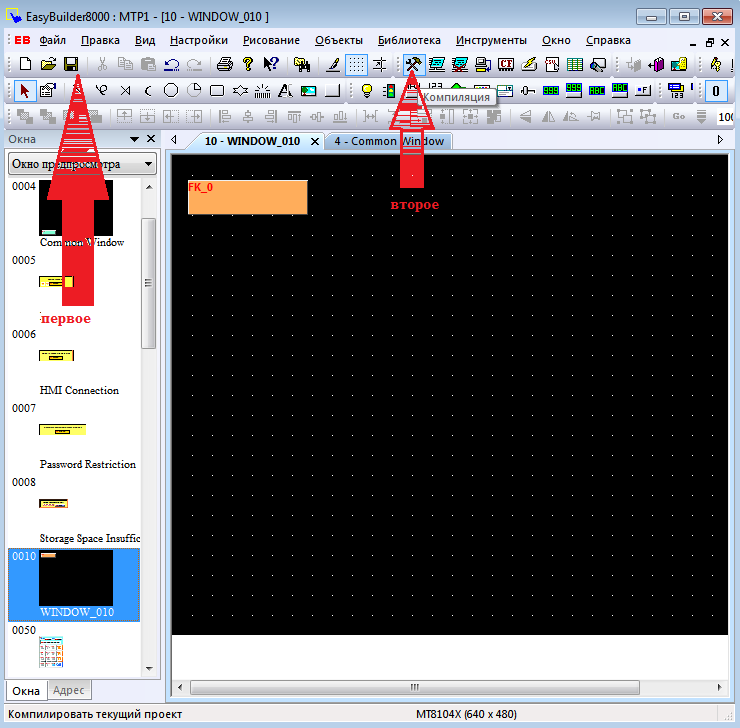 EasyBuilder8000 : MTP1 - [10 - WINDOW_010 ]
EB Файл Правка Вид Настройки Рисование Объекты Библиотека Инструменты Окно Справка
Компиляция
Go 100
Окна
10 - WINDOW_010
4 - Common Window
Окно предпросмотра
0004
Common Window
0005
первое
0006
HMI Connection
0007
Password Restriction
0008
Storage Space Insuffic
0010
WINDOW_010
0050
FK_0
второе
Окна Адрес
Компилировать текущий проект
MT8104X (640 x 480)